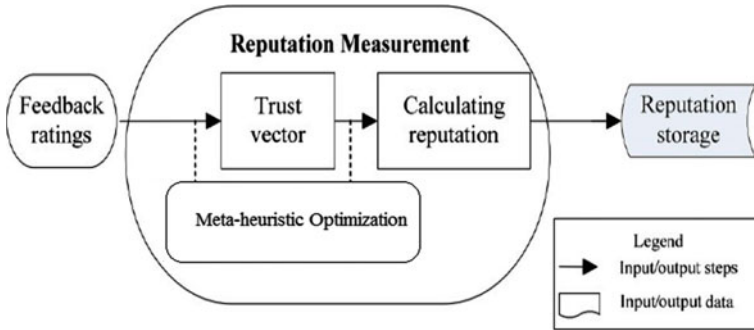 Reputation Measurement
Feedback
ratings
Trust
vector
Calculating
reputation
Reputation
storage
Meta-heuristic Optimization
Legend
Input/output steps
Input/output data